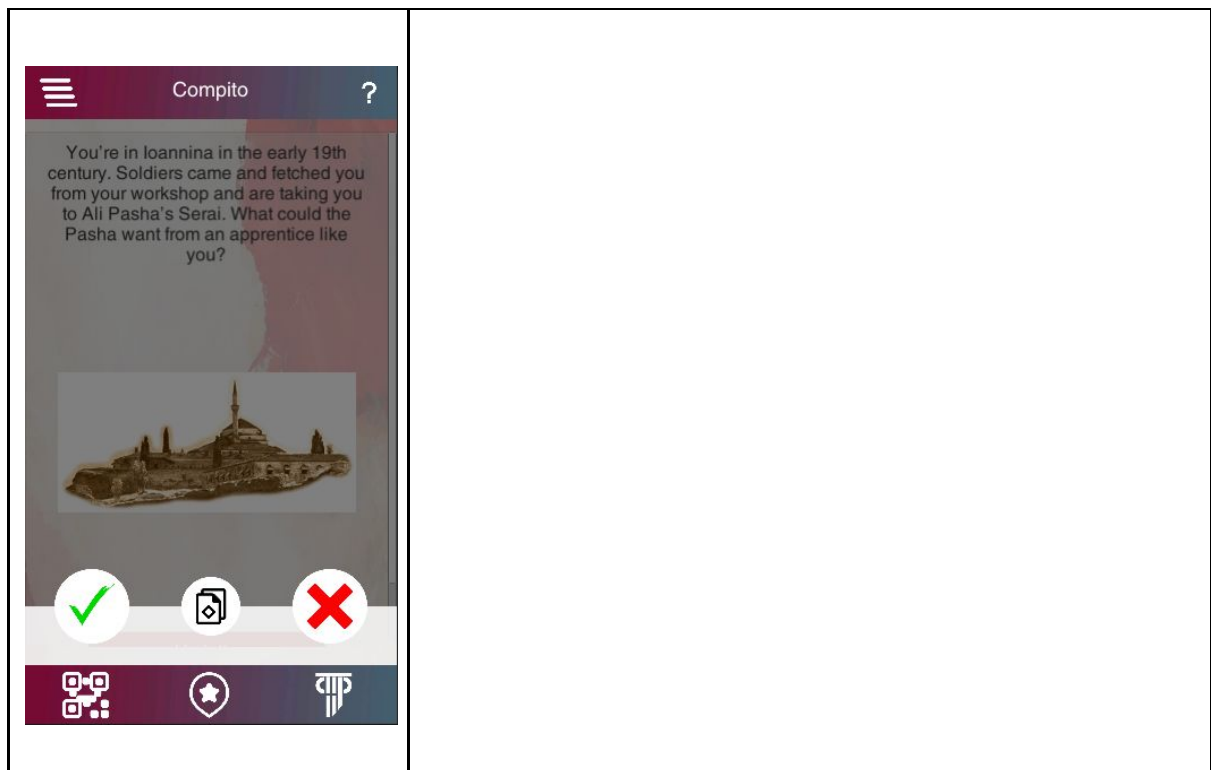 Compito
?
You're in Ioannina in the early 19th
century. Soldiers came and fetched you
from your workshop and are taking you
to Ali Pasha's Serai. What could the
Pasha want from an apprentice like
you?